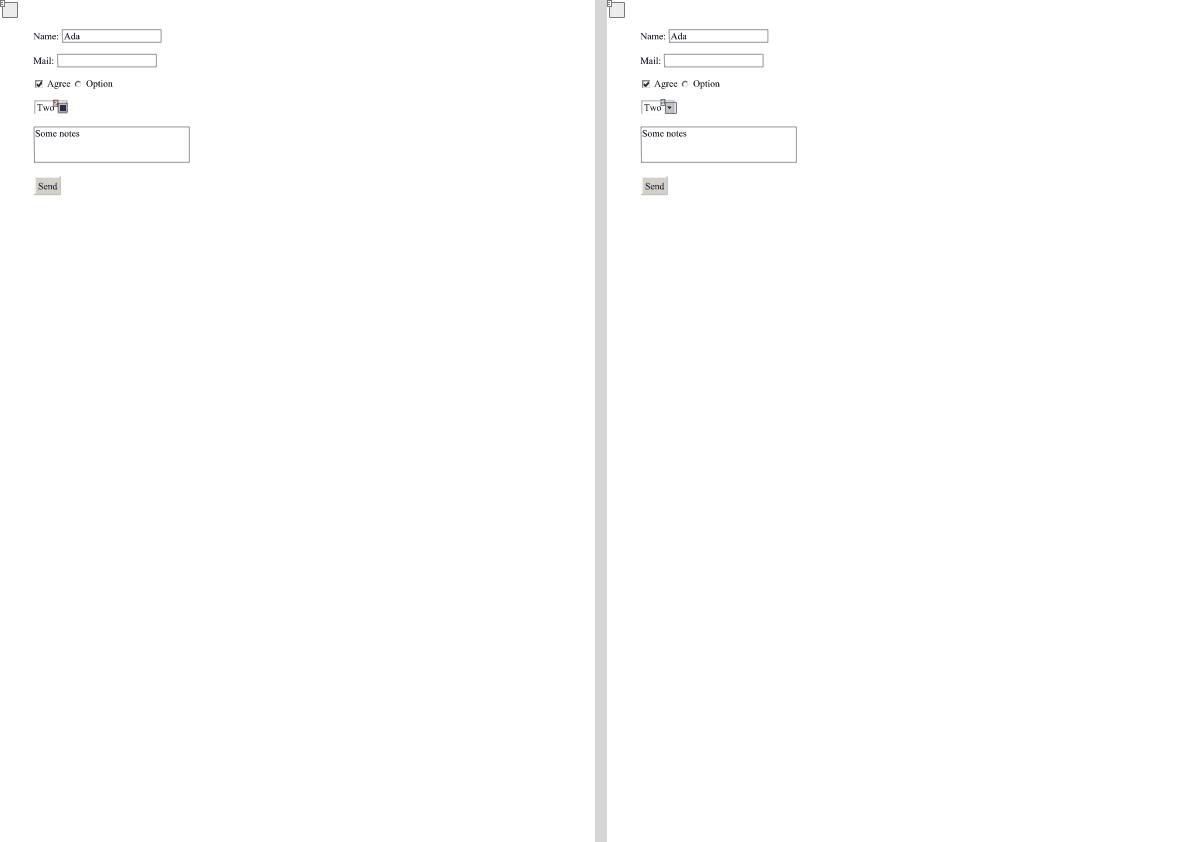 Name: Ada
Mail:
Agree Option
Two
Some notes
Send
Name: Ada
Mail:
Agree Option
Two
Some notes
Send